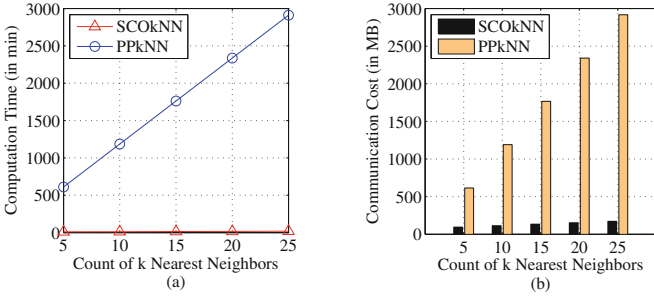 3000
2500
2000
1500
1000
500
0
Computation Time (in min)
SCOkNN
PPkNN
5 10 15 20 25
Count of k Nearest Neighbors
(a)
3000
2500
2000
1500
1000
500
0
Communication Cost (in MB)
SCOkNN
PPkNN
5 10 15 20 25
Count of k Nearest Neighbors
(b)